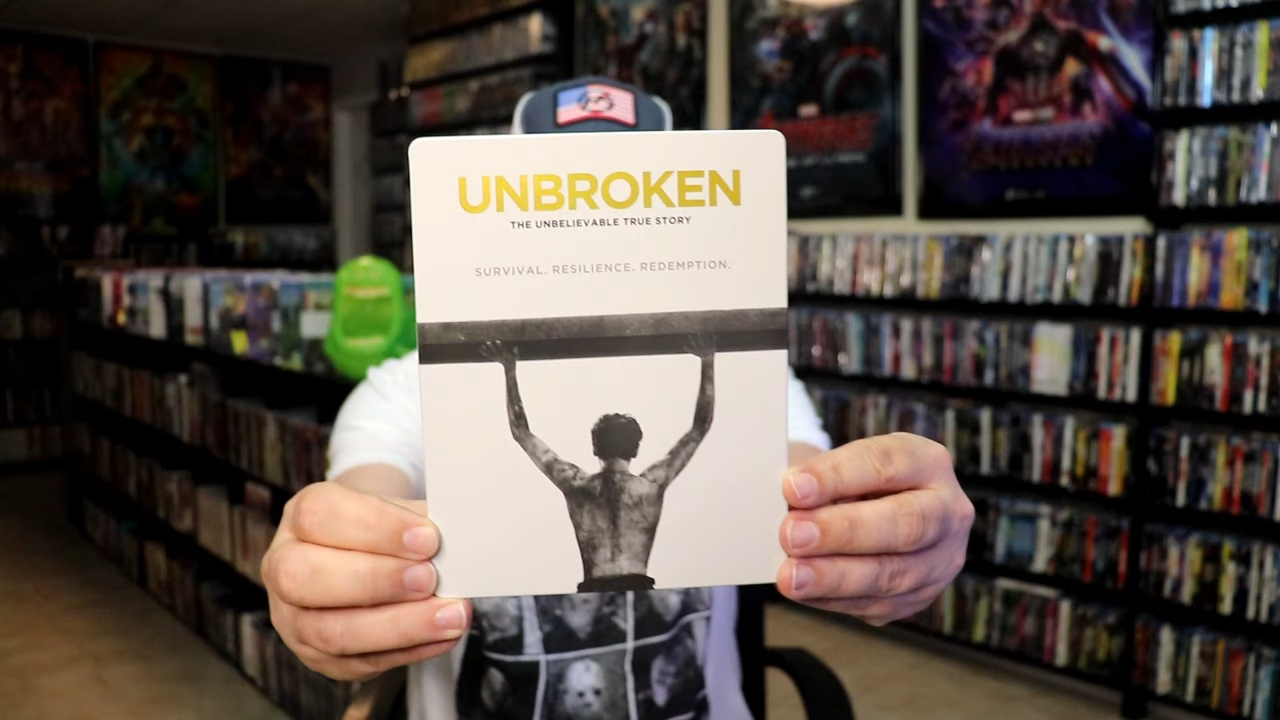 UNBROKEN
THE UNBELIEVABLE TRUE STORY
SURVIVAL. RESILIENCE. REDEMPTION.